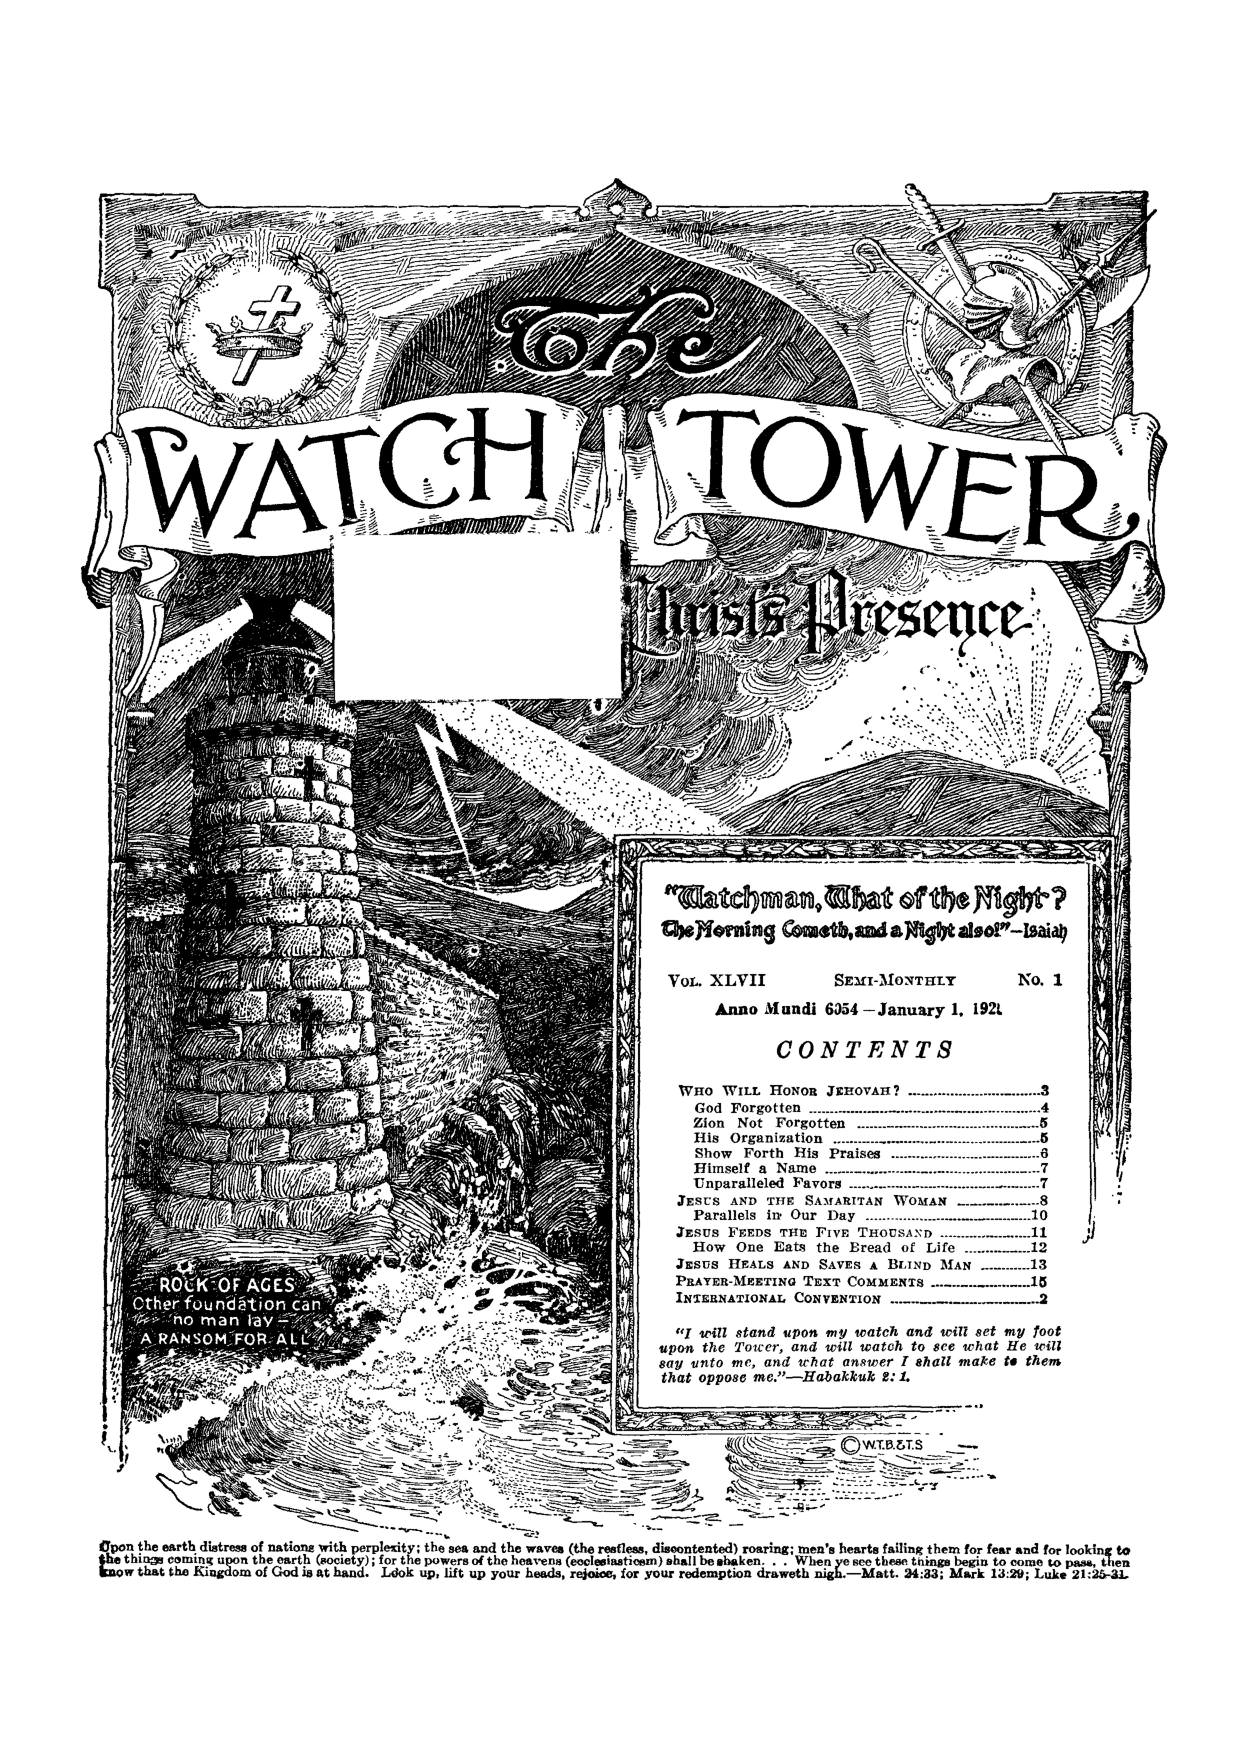 The
WATCH TOWER
Christ's Presence
"Watchman, What of the Night?
The Morning Cometh, and a Night also!"—Isaiah
VOL. XLVII SEMI-MONTHLY No. 1
Anno Mundi 6054—January 1,
CONTENTS
WHO WILL HONOR JEHOVAH? 3
God Forgotten 4
Zion Not Forgotten 5
His Organization 5
Show Forth His Praises 6
Himself a Name 7
Unparalleled Favors 7
JESUS AND THE SAMARITAN WOMAN 8
Parallels in Our Day 10
JESUS FEEDS THE FIVE THOUSAND 11
How One Eats the Bread of Life 12
JESUS HEALS AND SAVES A BLIND MAN 13
PRAYER-MEETING TEXT COMMENTS 15
INTERNATIONAL CONVENTION 2
"I will stand upon my watch and will set my foot
upon the Tower, and will watch to see what He will
say unto me, and what answer I shall make to them
that oppose me."—Habakkuk 2:1.
ROCK OF AGES
Other foundation can
no man lay—
A RANSOM FOR ALL
©W.T.B.&T.S
Upon the earth distress of nations with perplexity; the sea and the waves (the restless, discontented) roaring; men's hearts failing them for fear and for looking to
the things coming upon the earth (society); for the powers of the heavens (ecclesiasticsm) shall be shaken. . . When ye see these things begin to come to pass, then
know that the Kingdom of God is at hand. Look up, lift up your heads, rejoice, for your redemption draweth nigh.—Matt. 24:33; Mark 13:29; Luke 21:25-31.